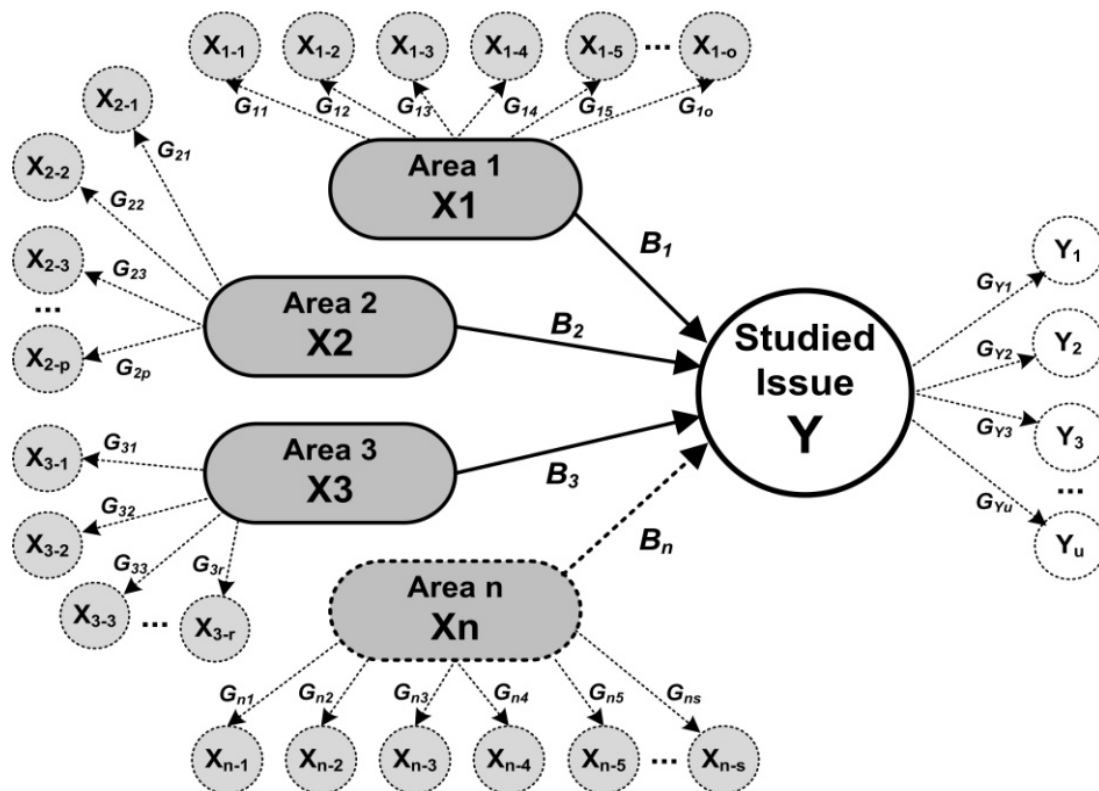 X1-1 X1-2 X1-3 X1-4 X1-5 ... X1-o
G11 G12 G13 G14 G15 G1o
Area 1
X1
B1
X2-1
X2-2
X2-3
...
X2-p
G21
G22
G23
G2p
Area 2
X2
B2
X3-1
X3-2
X3-3 ... X3-r
G31
G32
G33 G3r
Area 3
X3
B3
Area n
Xn
Bn
Gn1 Gn2 Gn3 Gn4 Gn5 Gns
Xn-1 Xn-2 Xn-3 Xn-4 Xn-5 ... Xn-s
Studied
Issue
Y
GY1
GY2
GY3
GYu
Y1
Y2
Y3
...
Yu